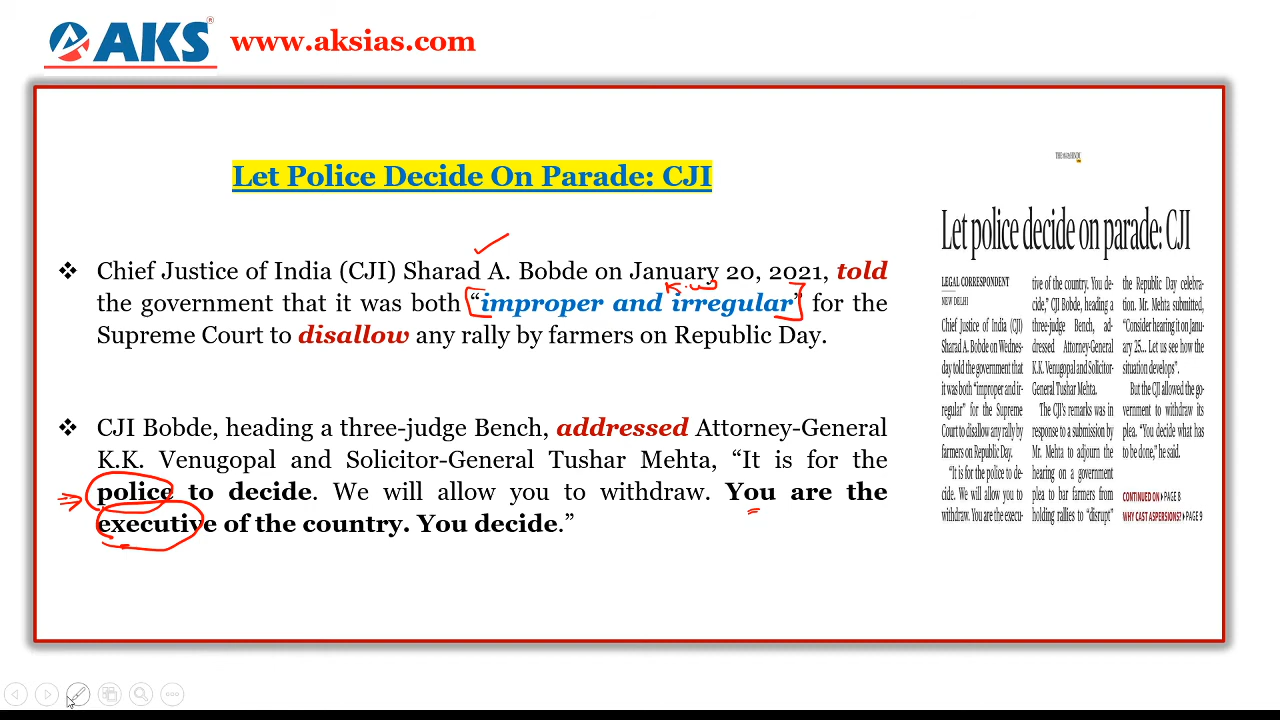 AKS
www.aksias.com
Let Police Decide On Parade: CJI
❖ Chief Justice of India (CJI) Sharad A. Bobde on January 20, 2021, told
the government that it was both “improper and irregular” for the
Supreme Court to disallow any rally by farmers on Republic Day.
❖ CJI Bobde, heading a three-judge Bench, addressed Attorney-General
K.K. Venugopal and Solicitor-General Tushar Mehta, “It is for the
police to decide. We will allow you to withdraw. You are the
executive of the country. You decide.”
Let police decide on parade: CJI
LEGAL CORRESPONDENT
NEW DELHI
Chief Justice of India (CJI)
Sharad A. Bobde on Wednes-
day told the government that
it was both “improper and ir-
regular” for the Supreme
Court to disallow any rally by
farmers on Republic Day.
“It is for the police to de-
cide. We will allow you to
withdraw. You are the execu-
tive of the country. You de-
cide,” CJI Bobde, heading a
three-judge Bench, ad-
dressed Attorney-General
K.K. Venugopal and Solicitor-
General Tushar Mehta.
The CJI’s remarks was in
response to a submission by
Mr. Mehta to adjourn the
hearing on a government
plea to bar farmers from
holding rallies to “disrupt”
the Republic Day celebra-
tion. Mr. Mehta submitted,
“Consider hearing it on Janu-
ary 25... Let us see how the
situation develops”.
But the CJI allowed the go-
vernment to withdraw its
plea. “You decide what has
to be done,” he said.
CONTINUED ON ▸ PAGE 8
WHY CAST ASPERSIONS? ▸ PAGE 9